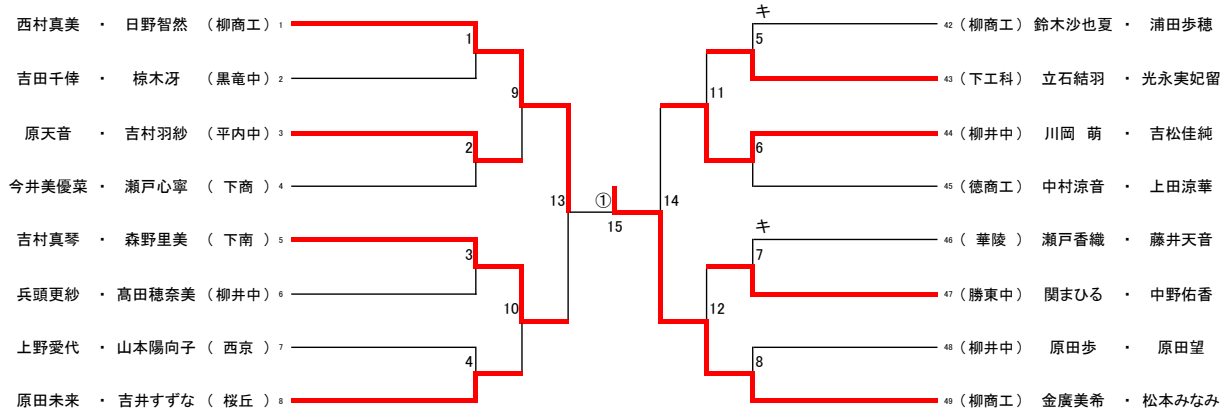 西村真美 ・ 日野智然 (柳商工) 1
吉田千倖 ・ 椋木冴 (黒竜中) 2
原天音 ・ 吉村羽紗 (平内中) 3
今井美優菜 ・ 瀬戸心寧 ( 下商 ) 4
吉村真琴 ・ 森野里美 ( 下南 ) 5
兵頭更紗 ・ 髙田穂奈美 (柳井中) 6
上野愛代 ・ 山本陽向子 ( 西京 ) 7
原田未来 ・ 吉井すずな ( 桜丘 ) 8
1
2
3
4
9
10
13
①
15
14
11
12
キ
5
6
キ
7
8
42 (柳商工) 鈴木沙也夏 ・ 浦田歩穂
43 (下工科) 立石結羽 ・ 光永実妃留
44 (柳井中) 川岡 萌 ・ 吉松佳純
45 (徳商工) 中村涼音 ・ 上田涼華
46 ( 華陵 ) 瀬戸香織 ・ 藤井天音
47 (勝東中) 関まひる ・ 中野佑香
48 (柳井中) 原田歩 ・ 原田望
49 (柳商工) 金廣美希 ・ 松本みなみ